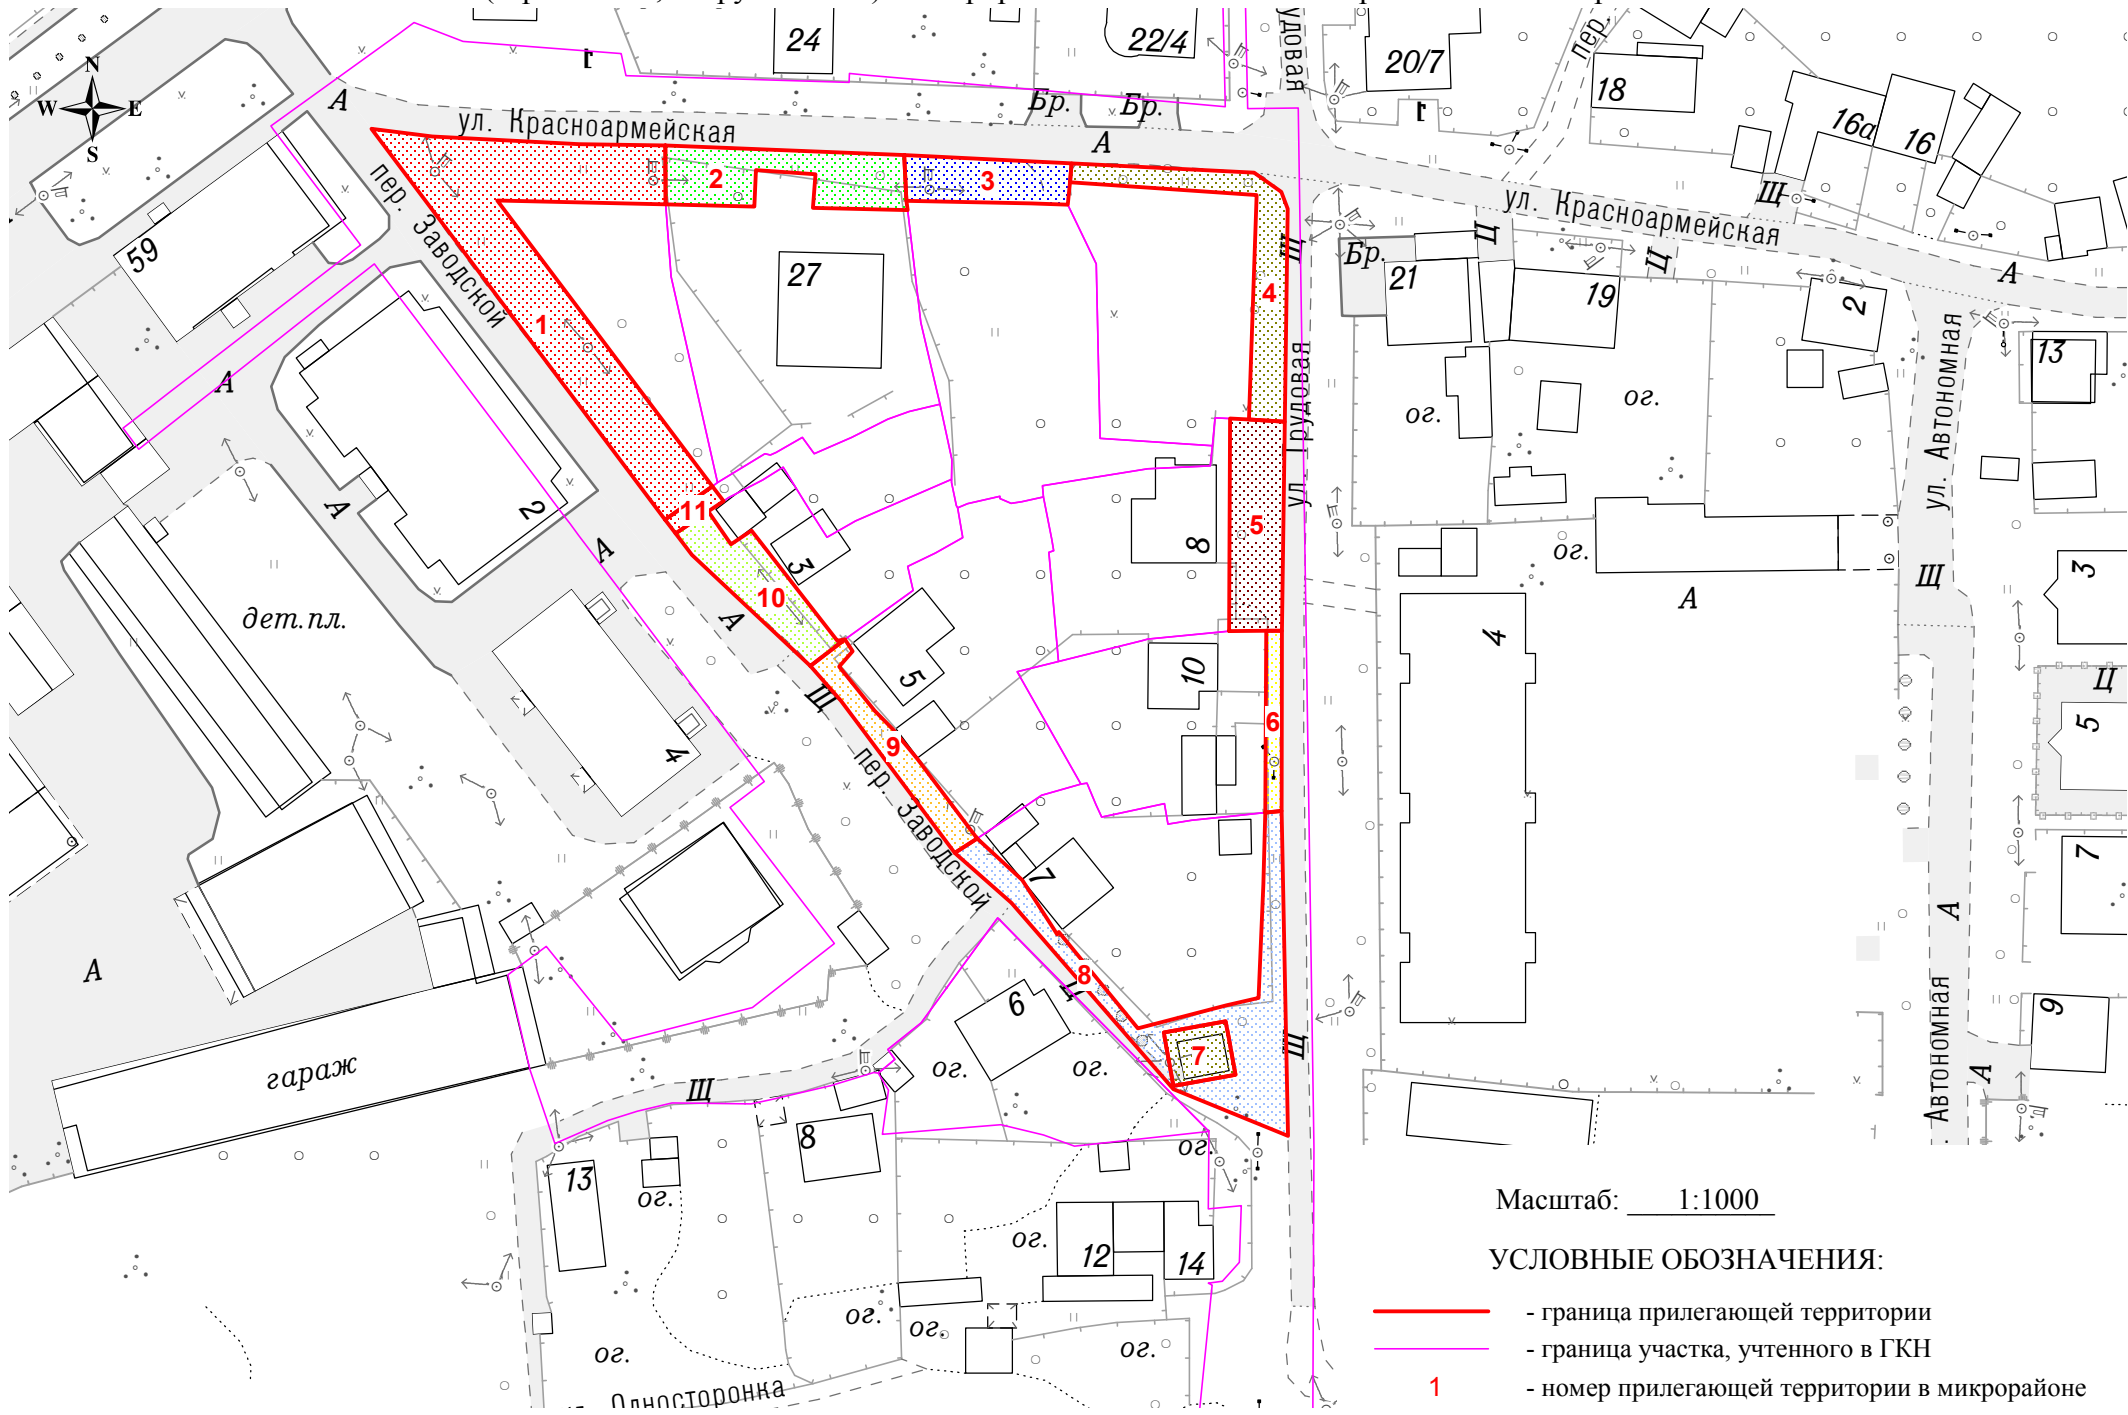 N
W E
S
24
22/4
20/7
18
16а
16
пер.
А
Бр.
Бр.
А
ул. Красноармейская
ул. Красноармейская
пер. Заводской
59
1
2
3
4
27
Щ
Бр.
21
Ц
19
Ц
Щ
2
А
13
ул. Автономная
ог.
ог.
ул. Трудовая
А
2
А
А
11
3
10
5
8
ог.
А
Щ
3
дет.пл.
А
5
Щ
10
6
4
4
Ц
5
9
пер. Заводской
7
7
А
А
8
6
ог.
ог.
7
Щ
Автономная
9
А
гараж
Щ
8
13
ог.
ог.
ог.
12
14
ог.
ог.
ог.
ог.
Односторонка
Масштаб: 1:1000
УСЛОВНЫЕ ОБОЗНАЧЕНИЯ:
- граница прилегающей территории
- граница участка, учтенного в ГКН
1 - номер прилегающей территории в микрорайоне